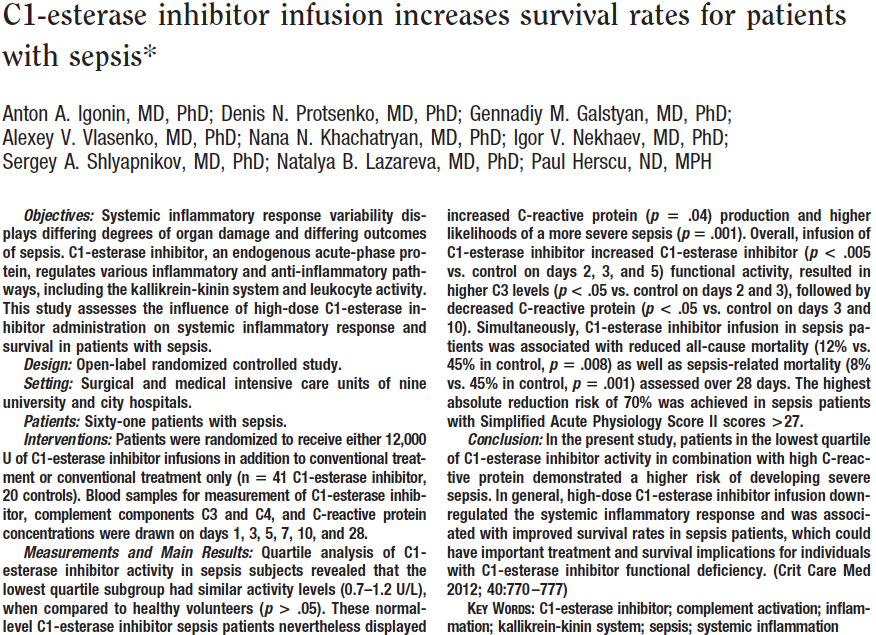 C1-esterase inhibitor infusion increases survival rates for patients
with sepsis*
Anton A. Igonin, MD, PhD; Denis N. Protsenko, MD, PhD; Gennadiy M. Galstyan, MD, PhD;
Alexey V. Vlasenko, MD, PhD; Nana N. Khachatryan, MD, PhD; Igor V. Nekhaev, MD, PhD;
Sergey A. Shlyapnikov, MD, PhD; Natalya B. Lazareva, MD, PhD; Paul Herscu, ND, MPH
Objectives: Systemic inflammatory response variability dis-
plays differing degrees of organ damage and differing outcomes
of sepsis. C1-esterase inhibitor, an endogenous acute-phase pro-
tein, regulates various inflammatory and anti-inflammatory path-
ways, including the kallikrein-kinin system and leukocyte activity.
This study assesses the influence of high-dose C1-esterase in-
hibitor administration on systemic inflammatory response and
survival in patients with sepsis.
Design: Open-label randomized controlled study.
Setting: Surgical and medical intensive care units of nine
university and city hospitals.
Patients: Sixty-one patients with sepsis.
Interventions: Patients were randomized to receive either 12,000
U of C1-esterase inhibitor infusions in addition to conventional treat-
ment or conventional treatment only (n = 41 C1-esterase inhibitor,
20 controls). Blood samples for measurement of C1-esterase inhib-
itor, complement components C3 and C4, and C-reactive protein
concentrations were drawn on days 1, 3, 5, 7, 10, and 28.
Measurements and Main Results: Quartile analysis of C1-
esterase inhibitor activity in sepsis subjects revealed that the
lowest quartile subgroup had similar activity levels (0.7–1.2 U/L),
when compared to healthy volunteers (p > .05). These normal-
level C1-esterase inhibitor sepsis patients nevertheless displayed
increased C-reactive protein (p = .04) production and higher
likelihoods of a more severe sepsis (p = .001). Overall, infusion of
C1-esterase inhibitor increased C1-esterase inhibitor (p < .005
vs. control on days 2, 3, and 5) functional activity, resulted in
higher C3 levels (p < .05 vs. control on days 2 and 3), followed by
decreased C-reactive protein (p < .05 vs. control on days 3 and
10). Simultaneously, C1-esterase inhibitor infusion in sepsis pa-
tients was associated with reduced all-cause mortality (12% vs.
45% in control, p = .008) as well as sepsis-related mortality (8%
vs. 45% in control, p = .001) assessed over 28 days. The highest
absolute reduction risk of 70% was achieved in sepsis patients
with Simplified Acute Physiology Score II scores >27.
Conclusion: In the present study, patients in the lowest quartile
of C1-esterase inhibitor activity in combination with high C-reac-
tive protein demonstrated a higher risk of developing severe
sepsis. In general, high-dose C1-esterase inhibitor infusion down-
regulated the systemic inflammatory response and was associ-
ated with improved survival rates in sepsis patients, which could
have important treatment and survival implications for individuals
with C1-esterase inhibitor functional deficiency. (Crit Care Med
2012; 40:770–777)
KEY WORDS: C1-esterase inhibitor; complement activation; inflam-
mation; kallikrein-kinin system; sepsis; systemic inflammation